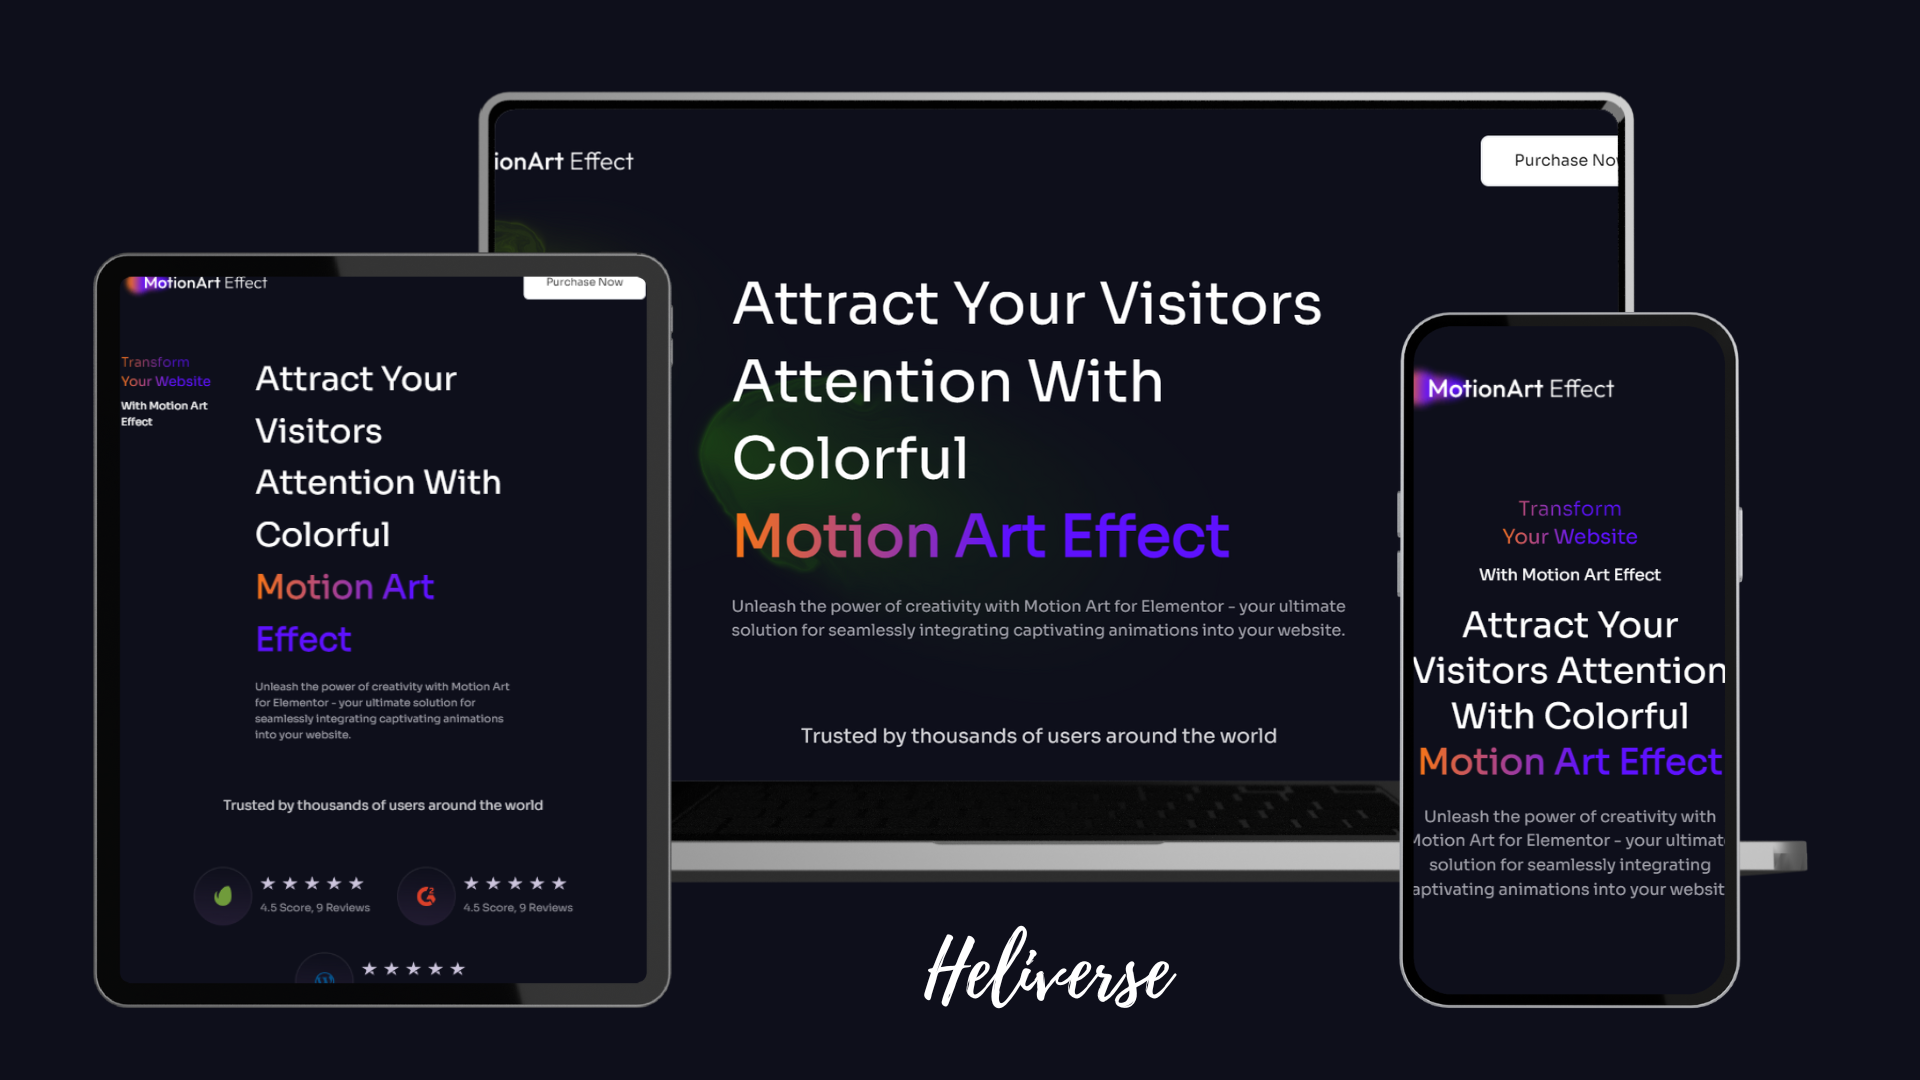 ionArt Effect
Purchase No
Attract Your Visitors
Attention With
Colorful
Motion Art Effect
Unleash the power of creativity with Motion Art for Elementor - your ultimate
solution for seamlessly integrating captivating animations into your website.
Trusted by thousands of users around the world
MotionArt Effect
Purchase Now
Transform
Your Website
With Motion Art
Effect
Attract Your
Visitors
Attention With
Colorful
Motion Art
Effect
Unleash the power of creativity with Motion Art
for Elementor - your ultimate solution for
seamlessly integrating captivating animations
into your website.
Trusted by thousands of users around the world
4.5 Score, 9 Reviews
4.5 Score, 9 Reviews
MotionArt Effect
Transform
Your Website
With Motion Art Effect
Attract Your
Visitors Attention
With Colorful
Motion Art Effect
Unleash the power of creativity with
Motion Art for Elementor - your ultimat
solution for seamlessly integrating
aptivating animations into your websit
Heliverse